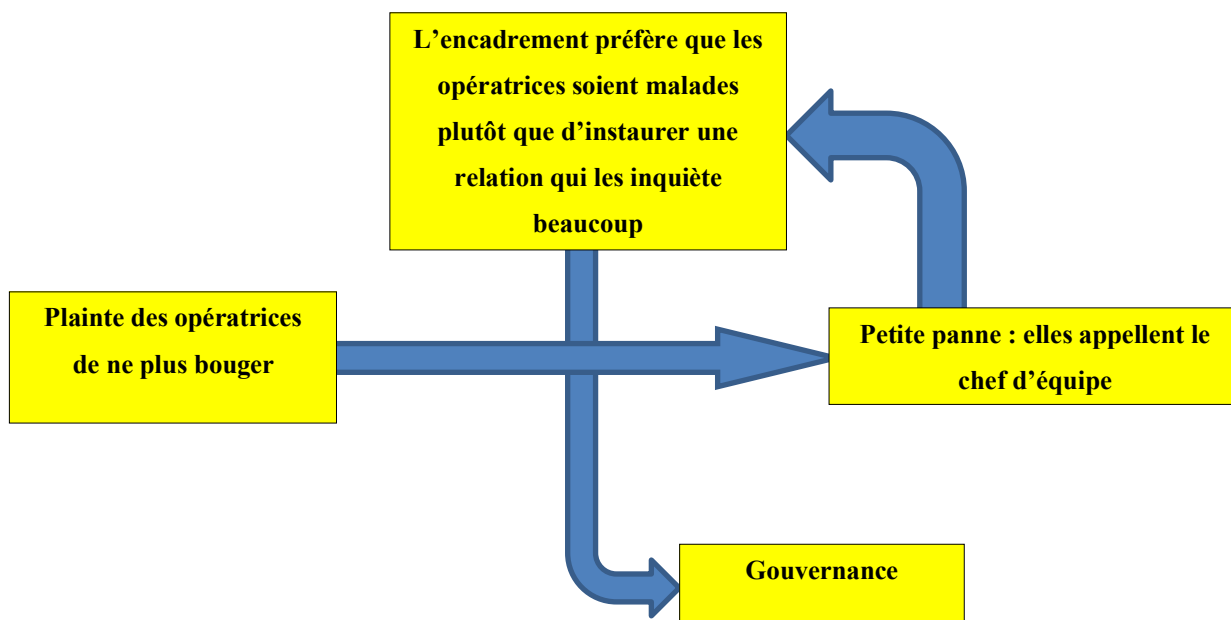 L’encadrement préfère que les
opératrices soient malades
plutôt que d’instaurer une
relation qui les inquiète
beaucoup
Plainte des opératrices
de ne plus bouger
Petite panne : elles appellent le
chef d’équipe
Gouvernance